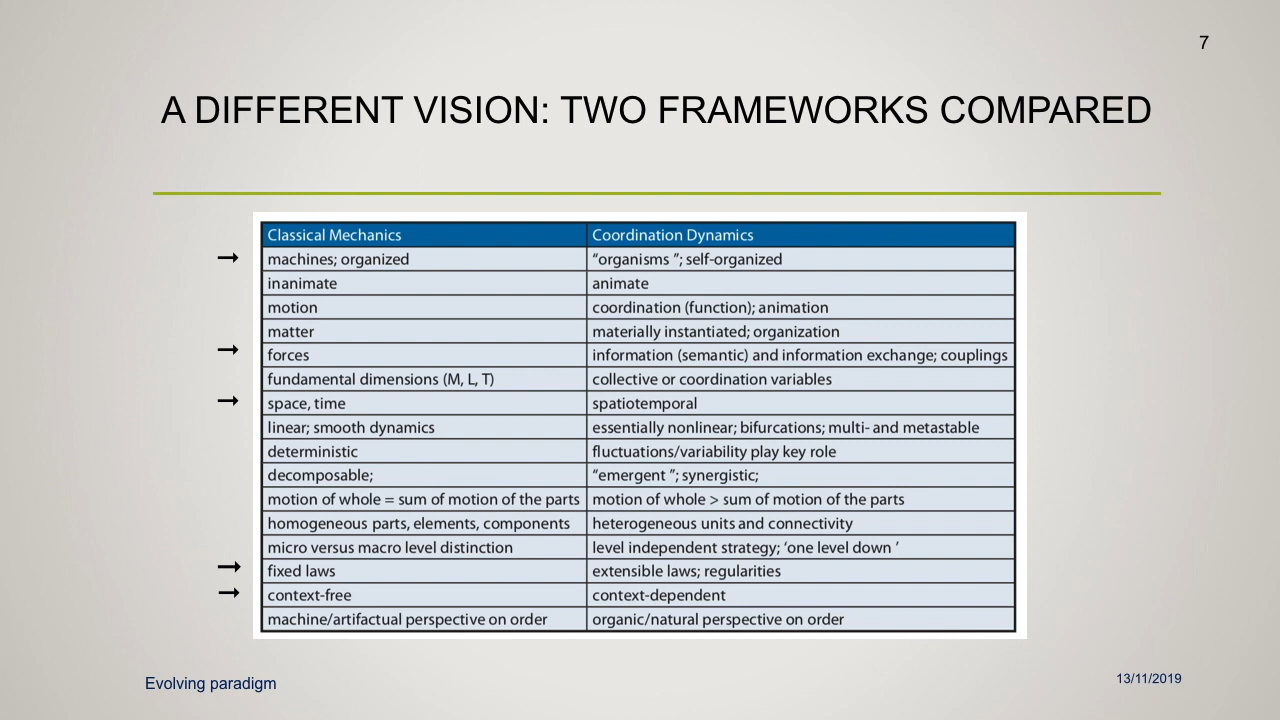 7
A DIFFERENT VISION: TWO FRAMEWORKS COMPARED
Classical Mechanics Coordination Dynamics
→ machines; organized “organisms ”; self-organized
inanimate animate
motion coordination (function); animation
matter materially instantiated; organization
→ forces information (semantic) and information exchange; couplings
fundamental dimensions (M, L, T) collective or coordination variables
→ space, time spatiotemporal
linear; smooth dynamics essentially nonlinear; bifurcations; multi- and metastable
deterministic fluctuations/variability play key role
decomposable; “emergent ”; synergistic;
motion of whole = sum of motion of the parts motion of whole > sum of motion of the parts
homogeneous parts, elements, components heterogeneous units and connectivity
micro versus macro level distinction level independent strategy; ‘one level down ’
→ fixed laws extensible laws; regularities
→ context-free context-dependent
machine/artifactual perspective on order organic/natural perspective on order
Evolving paradigm 13/11/2019